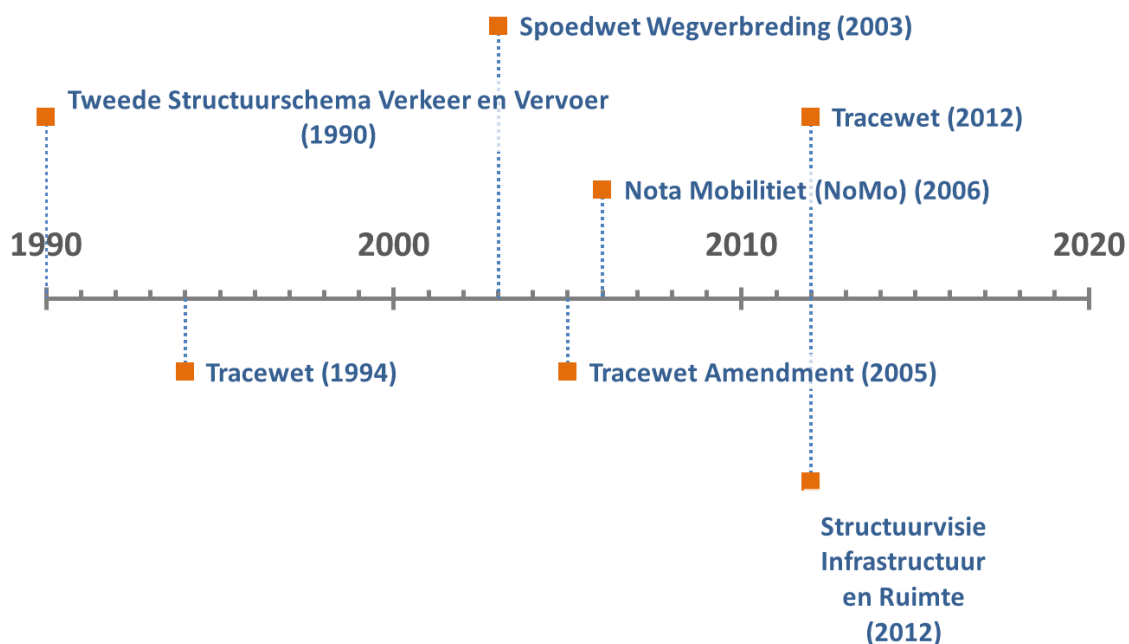 Spoedwet Wegverbreding (2003)
Tweede Structuurschema Verkeer en Vervoer
(1990)
Tracewet (2012)
Nota Mobilitiet (NoMo) (2006)
1990
2000
2010
2020
Tracewet (1994)
Tracewet Amendment (2005)
Structuurvisie
Infrastructuur
en Ruimte
(2012)